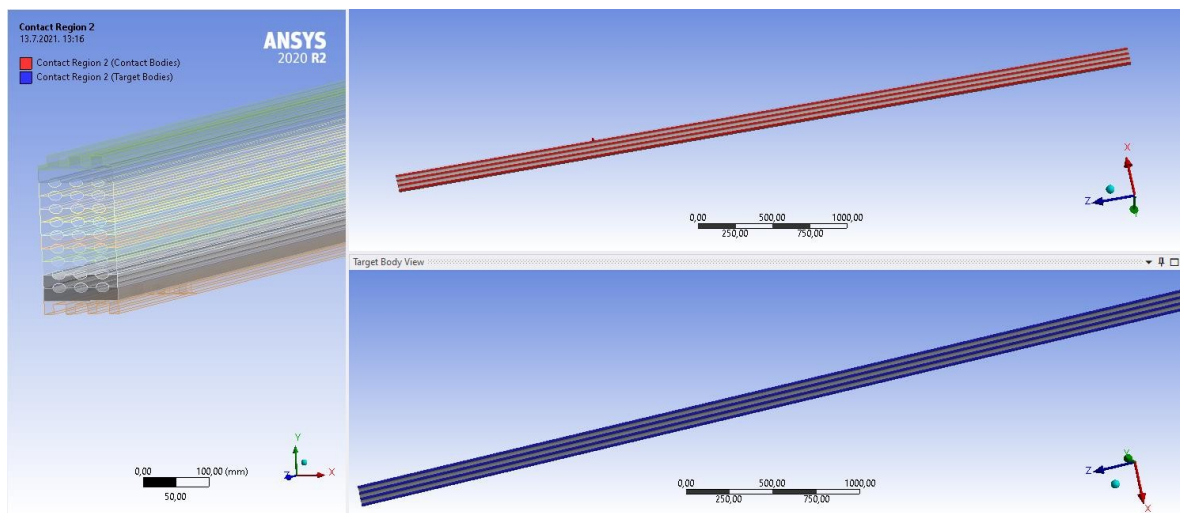 Contact Region 2
13.7.2021. 13:16
Contact Region 2 (Contact Bodies)
Contact Region 2 (Target Bodies)
ANSYS
2020 R2
0,00 100,00 (mm)
50,00
Y
Z X
0,00 500,00 1000,00
250,00 750,00
X
Z
Y
Target Body View
0,00 500,00 1000,00
250,00 750,00
Y
Z
X